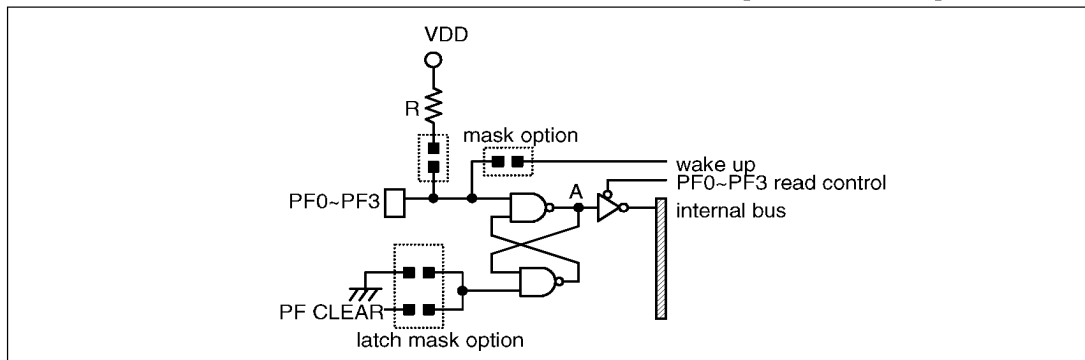 VDD
R
mask option
wake up
PF0~PF3 read control
PF0~PF3
A
internal bus
PF CLEAR
latch mask option